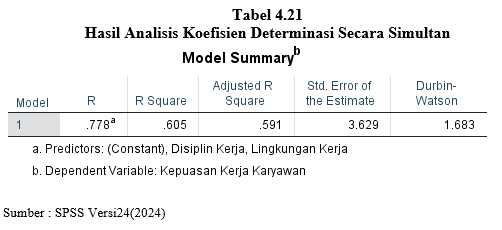 Tabel 4.21
Hasil Analisis Koefisien Determinasi Secara Simultan
Model Summaryb
Model R R Square Adjusted R Square Std. Error of the Estimate Durbin-Watson
1 .778a .605 .591 3.629 1.683
a. Predictors: (Constant), Disiplin Kerja, Lingkungan Kerja
b. Dependent Variable: Kepuasan Kerja Karyawan
Sumber : SPSS Versi24(2024)